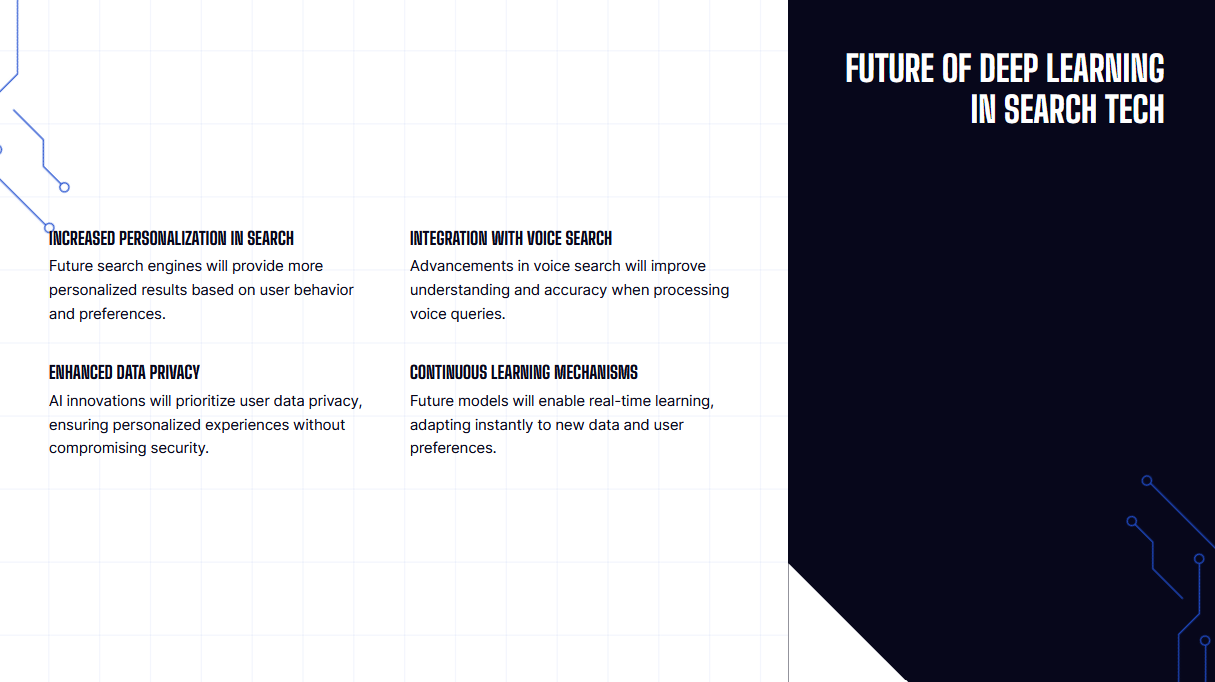 FUTURE OF DEEP LEARNING
IN SEARCH TECH
INCREASED PERSONALIZATION IN SEARCH
Future search engines will provide more
personalized results based on user behavior
and preferences.
INTEGRATION WITH VOICE SEARCH
Advancements in voice search will improve
understanding and accuracy when processing
voice queries.
ENHANCED DATA PRIVACY
AI innovations will prioritize user data privacy,
ensuring personalized experiences without
compromising security.
CONTINUOUS LEARNING MECHANISMS
Future models will enable real-time learning,
adapting instantly to new data and user
preferences.